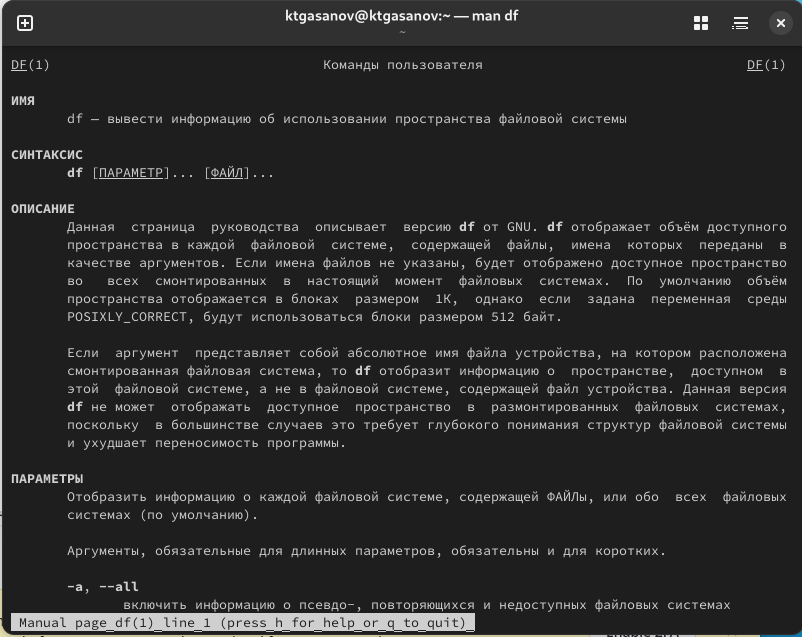 ktgasanov@ktgasanov:~ — man df
~
DF(1) Команды пользователя DF(1)
ИМЯ
df – вывести информацию об использовании пространства файловой системы
СИНТАКСИС
df [ПАРАМЕТР]... [ФАЙЛ]...
ОПИСАНИЕ
Данная страница руководства описывает версию df от GNU. df отображает объём доступного
пространства в каждой файловой системе, содержащей файлы, имена которых переданы в
качестве аргументов. Если имена файлов не указаны, будет отображено доступное пространство
во всех смонтированных в настоящий момент файловых системах. По умолчанию объём
пространства отображается в блоках размером 1K, однако если задана переменная среды
POSIXLY_CORRECT, будут использоваться блоки размером 512 байт.
Если аргумент представляет собой абсолютное имя файла устройства, на котором расположена
смонтированная файловая система, то df отобразит информацию о пространстве, доступном в
этой файловой системе, а не в файловой системе, содержащей файл устройства. Данная версия
df не может отображать доступное пространство в размонтированных файловых системах,
поскольку в большинстве случаев это требует глубокого понимания структур файловой системы
и ухудшает переносимость программы.
ПАРАМЕТРЫ
Отобразить информацию о каждой файловой системе, содержащей ФАЙЛы, или обо всех файловых
системах (по умолчанию).
Аргументы, обязательные для длинных параметров, обязательны и для коротких.
-a, --all
включить информацию о псевдо-, повторяющихся и недоступных файловых системах
Manual page df(1) line 1 (press h for help or q to quit)